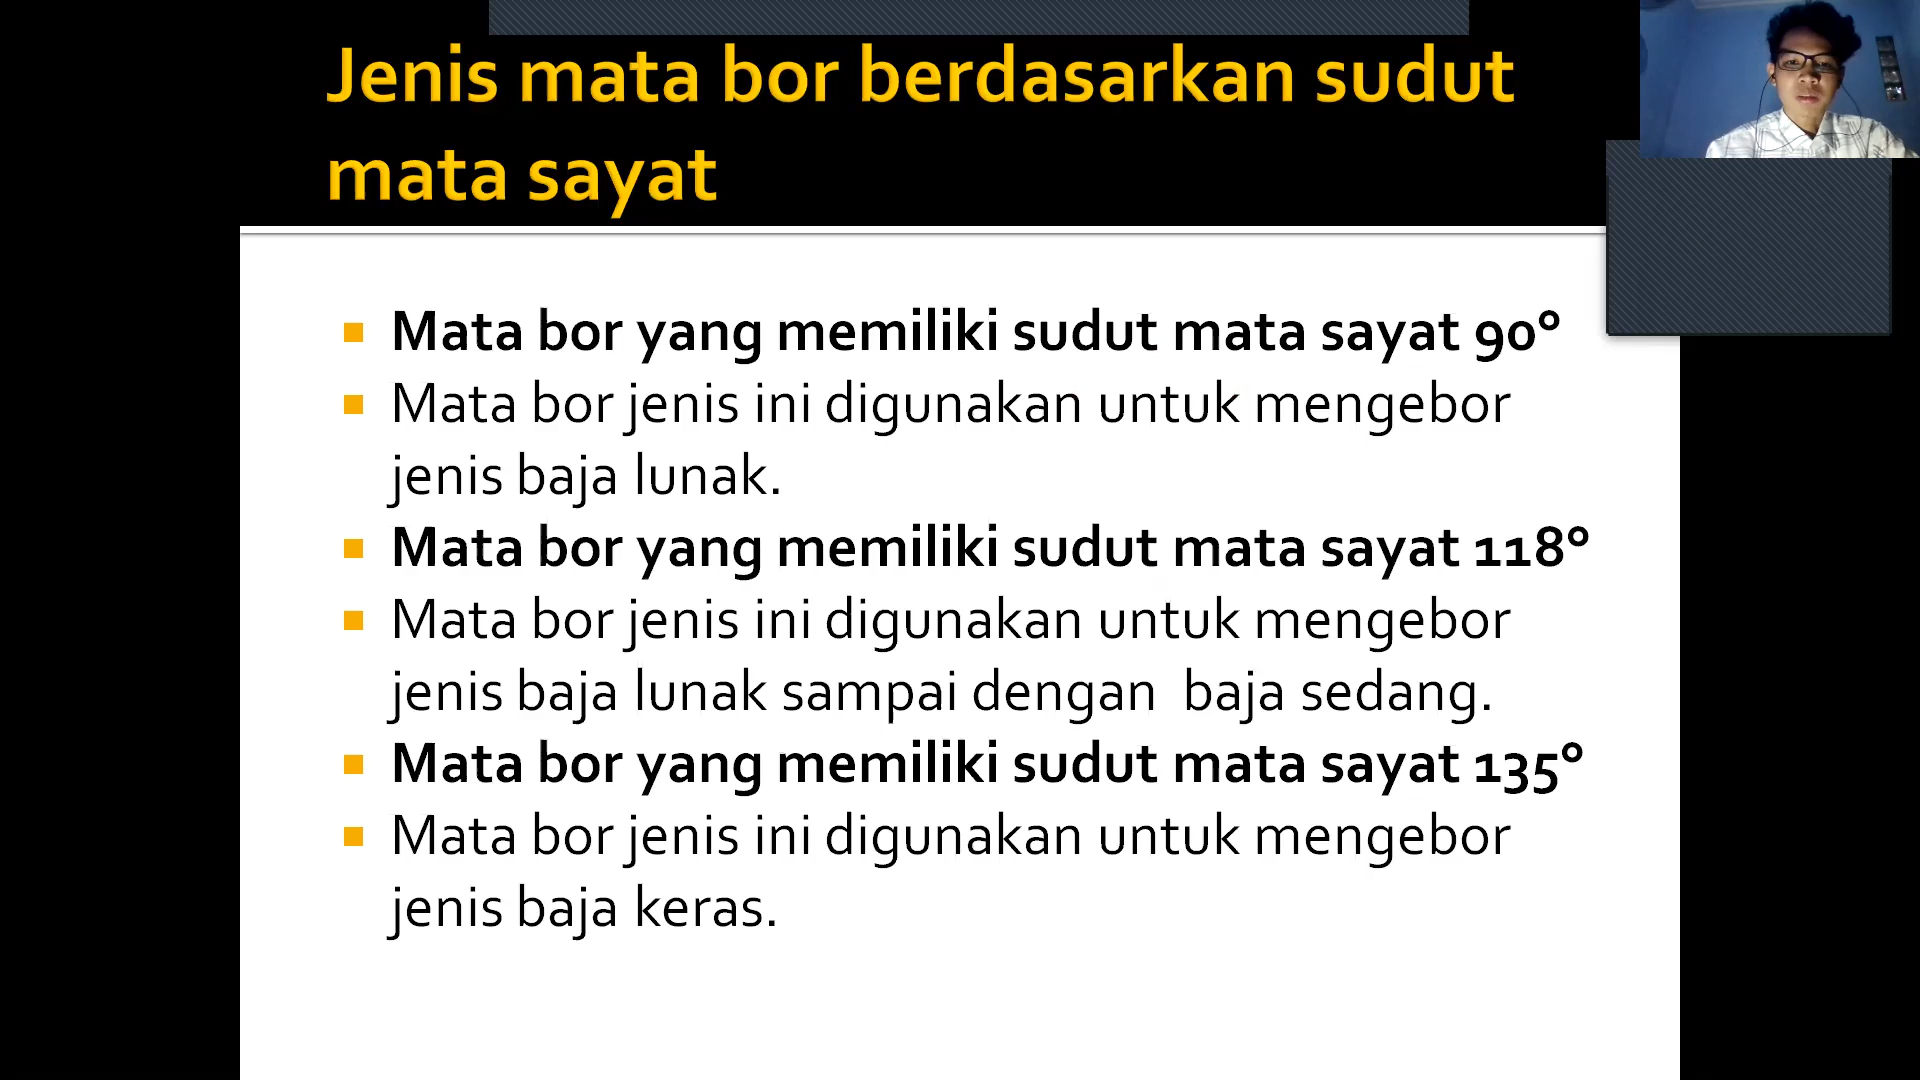 Jenis mata bor berdasarkan sudut
mata sayat
Mata bor yang memiliki sudut mata sayat 90°
Mata bor jenis ini digunakan untuk mengebor
jenis baja lunak.
Mata bor yang memiliki sudut mata sayat 118°
Mata bor jenis ini digunakan untuk mengebor
jenis baja lunak sampai dengan  baja sedang.
Mata bor yang memiliki sudut mata sayat 135°
Mata bor jenis ini digunakan untuk mengebor
jenis baja keras.